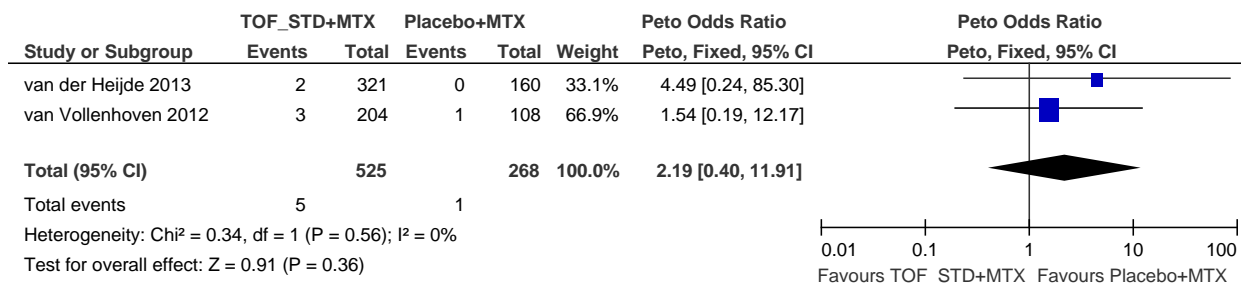 TOF_STD+MTX Placebo+MTX Peto Odds Ratio Peto Odds Ratio
Study or Subgroup Events Total Events Total Weight Peto, Fixed, 95% CI Peto, Fixed, 95% CI
van der Heijde 2013 2 321 0 160 33.1% 4.49 [0.24, 85.30]
van Vollenhoven 2012 3 204 1 108 66.9% 1.54 [0.19, 12.17]
Total (95% CI) 525 268 100.0% 2.19 [0.40, 11.91]
Total events 5 1
Heterogeneity: Chi² = 0.34, df = 1 (P = 0.56); I² = 0%
Test for overall effect: Z = 0.91 (P = 0.36)
0.01 0.1 1 10 100
Favours TOF_STD+MTX Favours Placebo+MTX